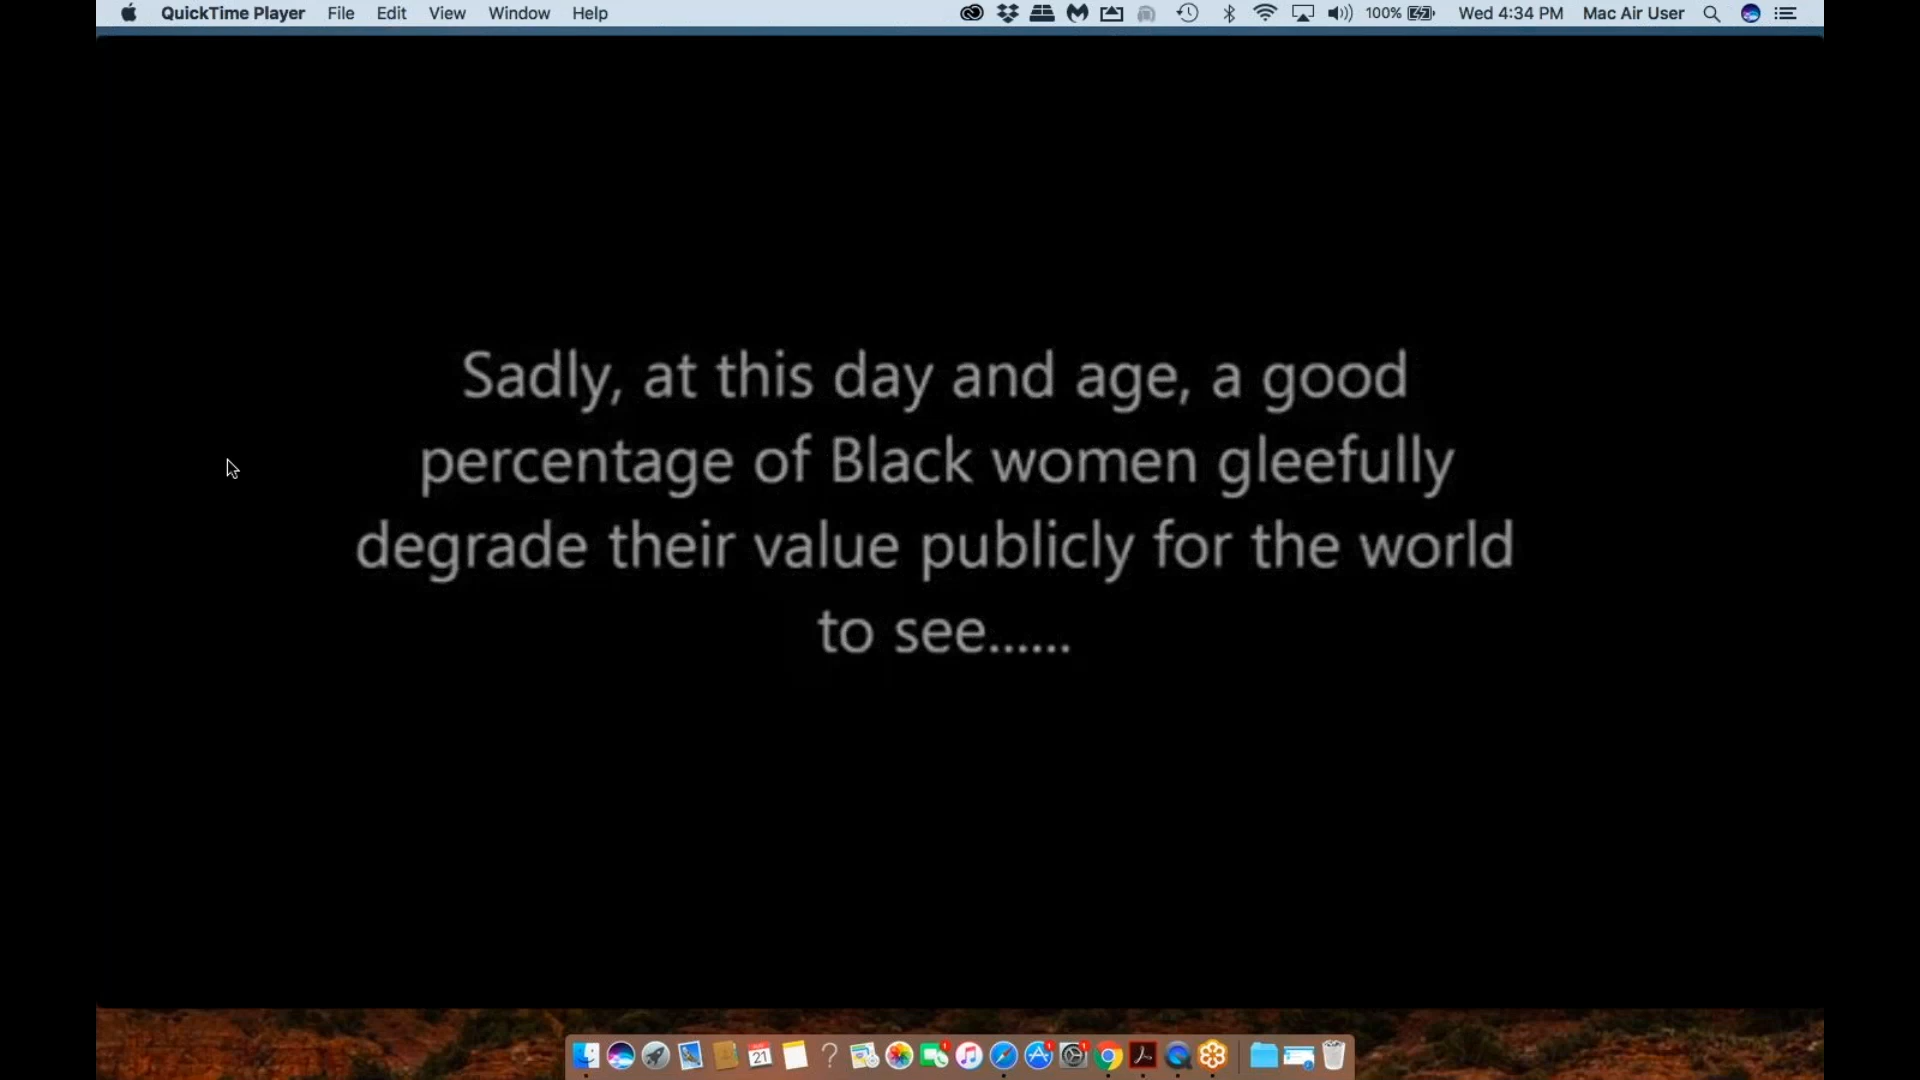 QuickTime Player File Edit View Window Help 100% Wed 4:34 PM Mac Air User
Sadly, at this day and age, a good
percentage of Black women gleefully
degrade their value publicly for the world
to see......
21